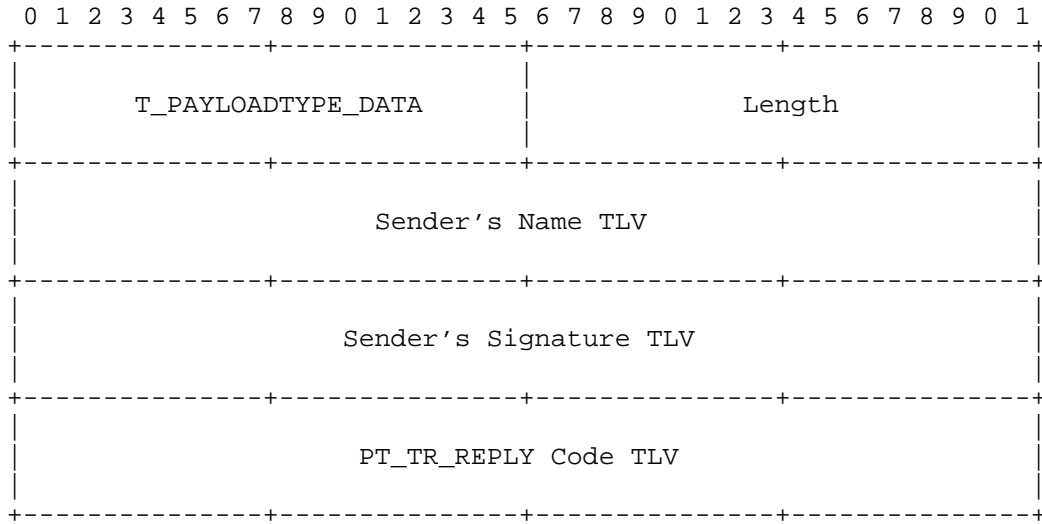 0 1 2 3 4 5 6 7 8 9 0 1 2 3 4 5 6 7 8 9 0 1 2 3 4 5 6 7 8 9 0 1
+---------------+---------------+---------------+---------------+
| | |
| T_PAYLOADTYPE_DATA | Length |
| | |
+---------------+---------------+---------------+---------------+
| |
| Sender’s Name TLV |
| |
+---------------+---------------+---------------+---------------+
| |
| Sender’s Signature TLV |
| |
+---------------+---------------+---------------+---------------+
| |
| PT_TR_REPLY Code TLV |
| |
+---------------+---------------+---------------+---------------+